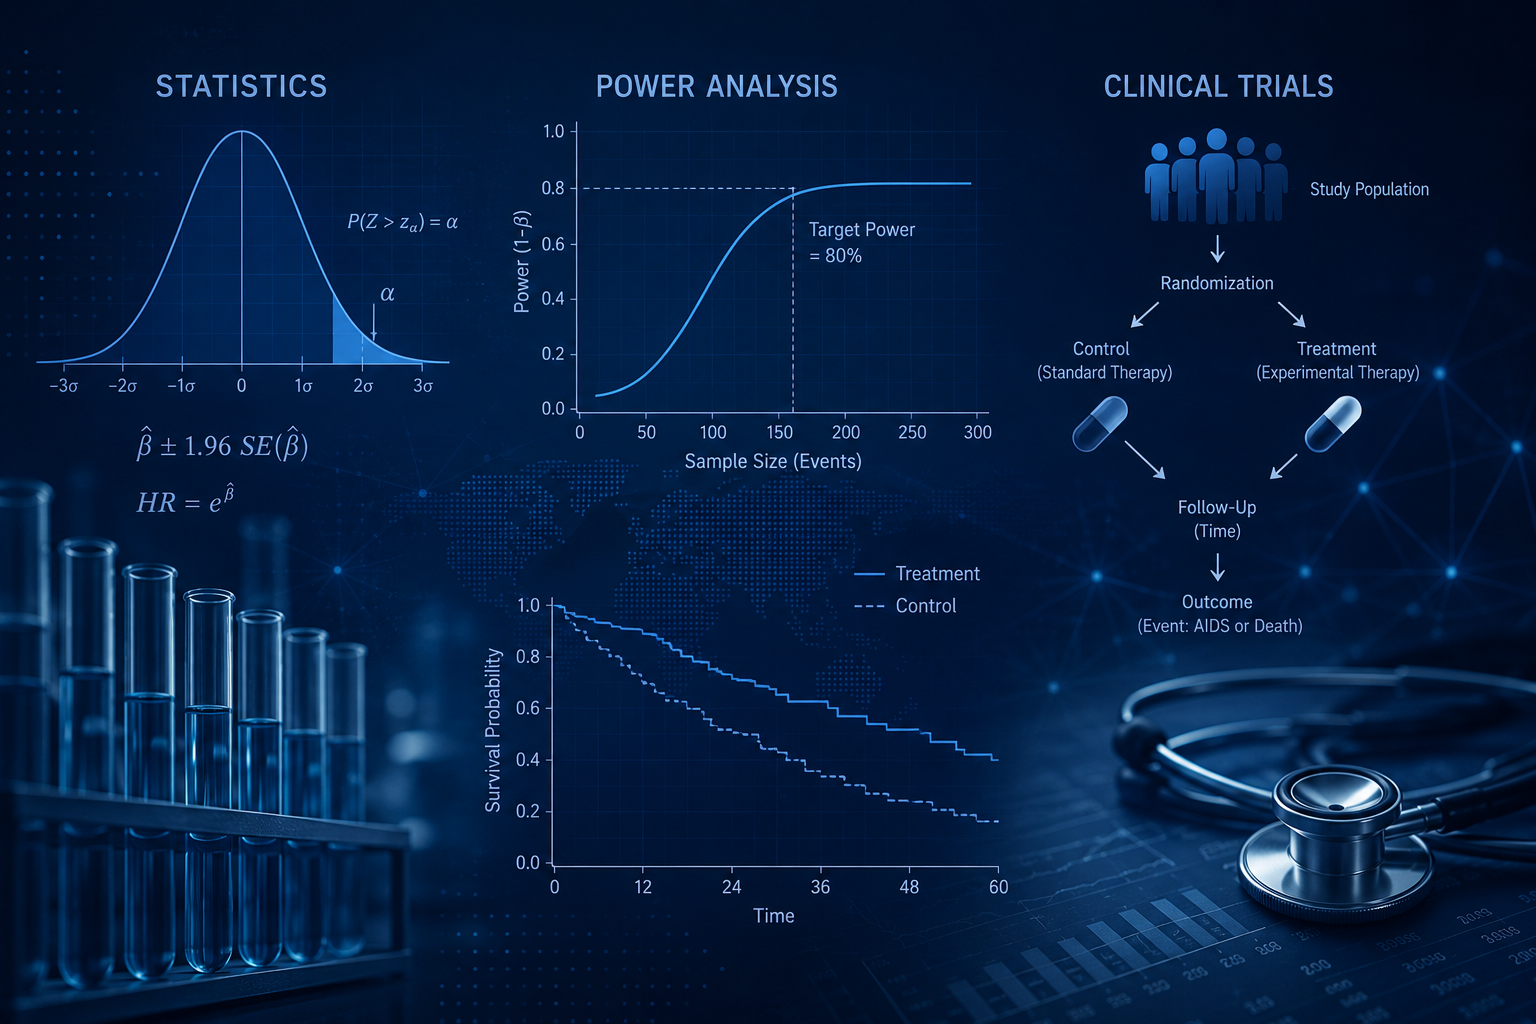 STATISTICS
P(Z > zα) = α
α
−3σ −2σ −1σ 0 1σ 2σ 3σ
β̂ ± 1.96 SE(β̂)
HR = e^β̂
POWER ANALYSIS
Power (1-β)
1.0
0.8
0.6
0.4
0.2
0.0
Target Power
= 80%
0 50 100 150 200 250 300
Sample Size (Events)
Treatment
Control
Survival Probability
1.0
0.8
0.6
0.4
0.2
0.0
0 12 24 36 48 60
Time
CLINICAL TRIALS
Study Population
Randomization
Control
(Standard Therapy)
Treatment
(Experimental Therapy)
Follow-Up
(Time)
Outcome
(Event: AIDS or Death)